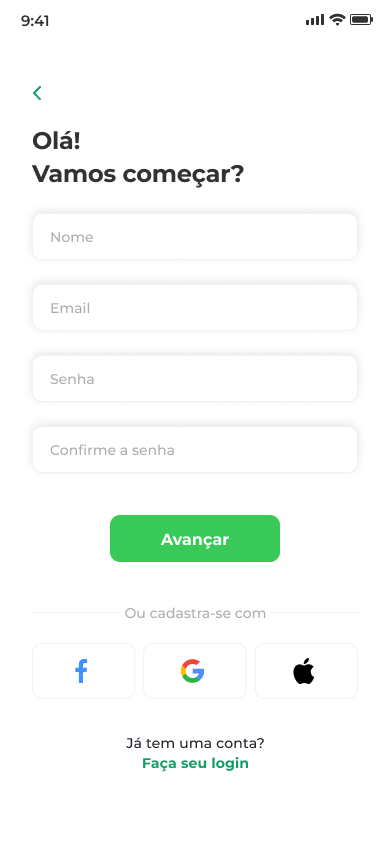 9:41
Olá!
Vamos começar?
Nome
Email
Senha
Confirme a senha
Avançar
Ou cadastra-se com
Já tem uma conta?
Faça seu login